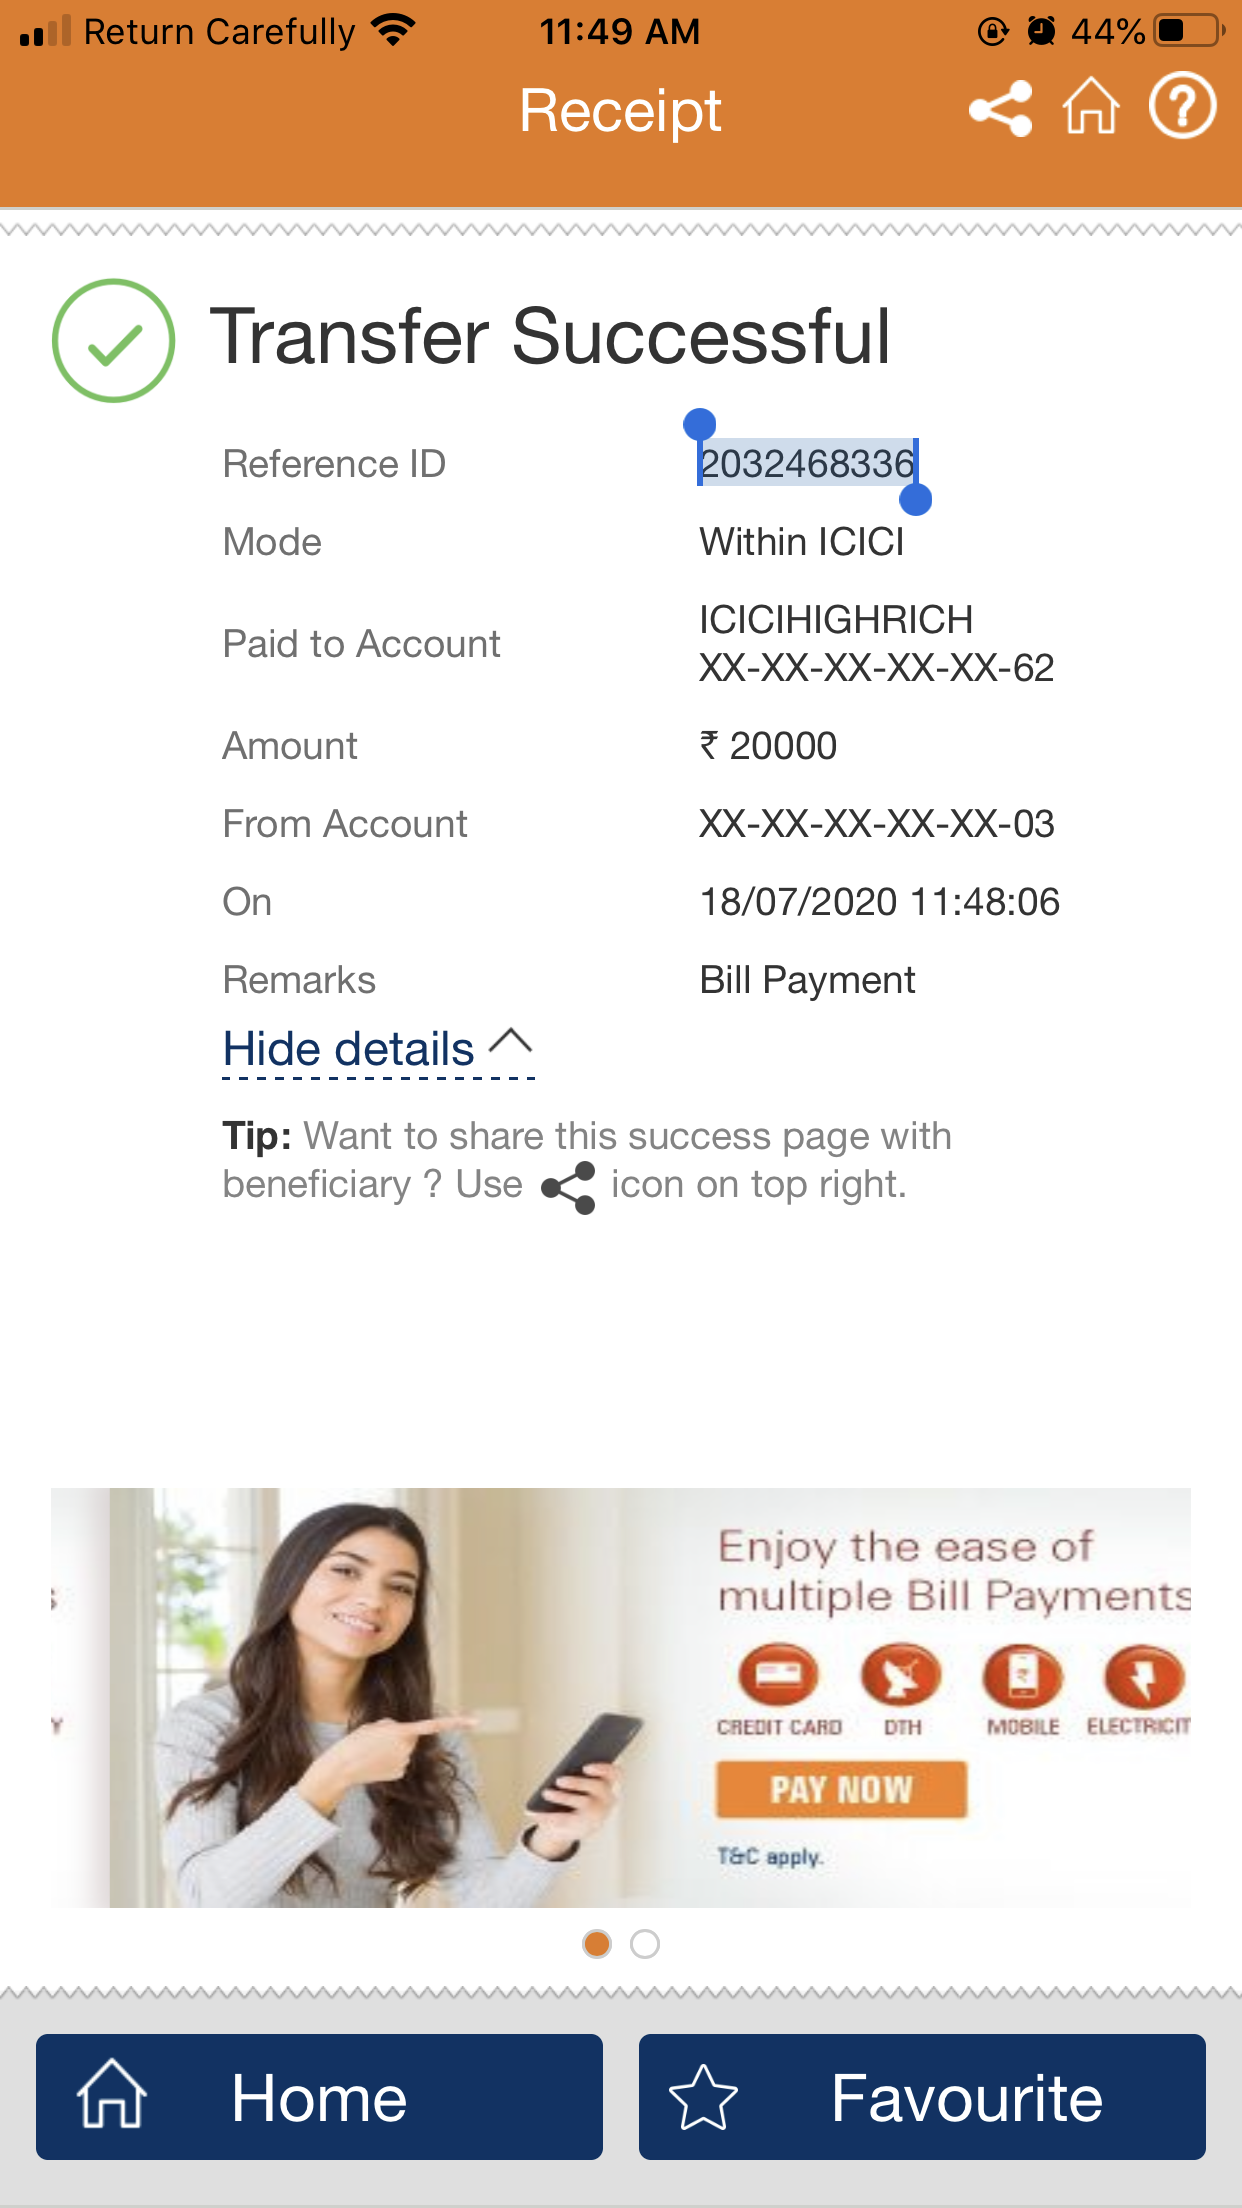 Return Carefully 11:49 AM 44%
Receipt
Transfer Successful
Reference ID 2032468336
Mode Within ICICI
Paid to Account ICICIHIGHRICH
XX-XX-XX-XX-XX-62
Amount ₹ 20000
From Account XX-XX-XX-XX-XX-03
On 18/07/2020 11:48:06
Remarks Bill Payment
Hide details
Tip: Want to share this success page with
beneficiary ? Use icon on top right.
Enjoy the ease of
multiple Bill Payments
CREDIT CARD DTH MOBILE ELECTRICIT
PAY NOW
T&C apply.
Home Favourite